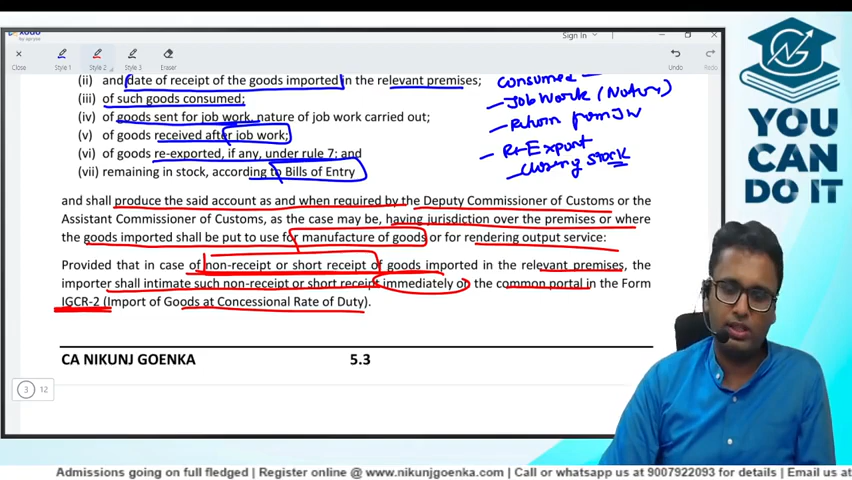 Sign In
Close
Style 1
Style 2
Style 3
Eraser
Undo
Redo
(ii) and date of receipt of the goods imported in the relevant premises;
(iii) of such goods consumed;
(iv) of goods sent for job work, nature of job work carried out;
(v) of goods received after job work;
(vi) of goods re-exported, if any, under rule 7; and
(vii) remaining in stock, according to Bills of Entry
Consumed
- Job Work (Nature)
- Return from JW
- Re Export
- Closing stock
and shall produce the said account as and when required by the Deputy Commissioner of Customs or the
Assistant Commissioner of Customs, as the case may be, having jurisdiction over the premises or where
the goods imported shall be put to use for manufacture of goods or for rendering output service:
Provided that in case of non-receipt or short receipt of goods imported in the relevant premises, the
importer shall intimate such non-receipt or short receipt immediately on the common portal in the Form
IGCR-2 (Import of Goods at Concessional Rate of Duty).
CA NIKUNJ GOENKA 5.3
3 12
YOU
CAN
DO IT
Admissions going on full fledged | Register online @ www.nikunjgoenka.com | Call or whatsapp us at 9007922093 for details | Email us at